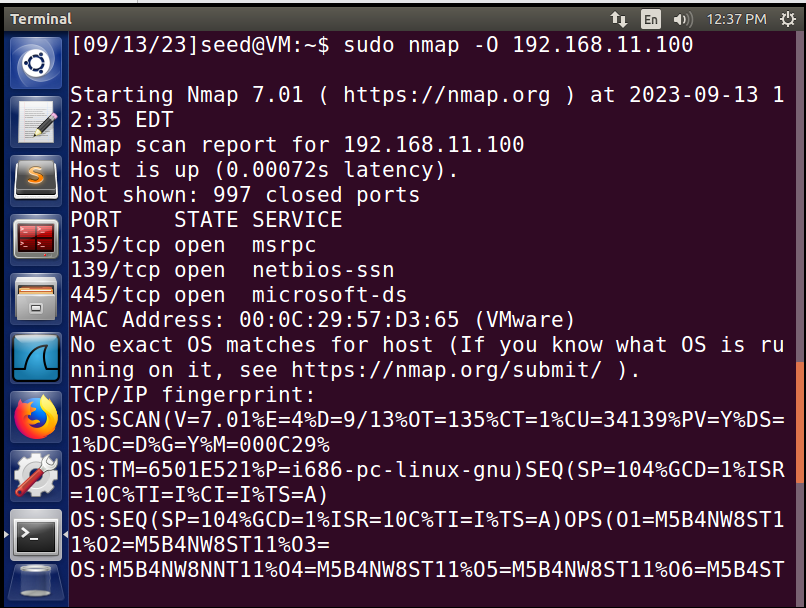 Terminal
En
12:37 PM
[09/13/23]seed@VM:~$ sudo nmap -O 192.168.11.100
Starting Nmap 7.01 ( https://nmap.org ) at 2023-09-13 1
2:35 EDT
Nmap scan report for 192.168.11.100
Host is up (0.00072s latency).
Not shown: 997 closed ports
PORT    STATE SERVICE
135/tcp open  msrpc
139/tcp open  netbios-ssn
445/tcp open  microsoft-ds
MAC Address: 00:0C:29:57:D3:65 (VMware)
No exact OS matches for host (If you know what OS is ru
nning on it, see https://nmap.org/submit/ ).
TCP/IP fingerprint:
OS:SCAN(V=7.01%E=4%D=9/13%OT=135%CT=1%CU=34139%PV=Y%DS=
1%DC=D%G=Y%M=000C29%
OS:TM=6501E521%P=i686-pc-linux-gnu)SEQ(SP=104%GCD=1%ISR
=10C%TI=I%CI=I%TS=A)
OS:SEQ(SP=104%GCD=1%ISR=10C%TI=I%TS=A)OPS(O1=M5B4NW8ST1
1%O2=M5B4NW8ST11%O3=
OS:M5B4NW8NNT11%O4=M5B4NW8ST11%O5=M5B4NW8ST11%O6=M5B4ST